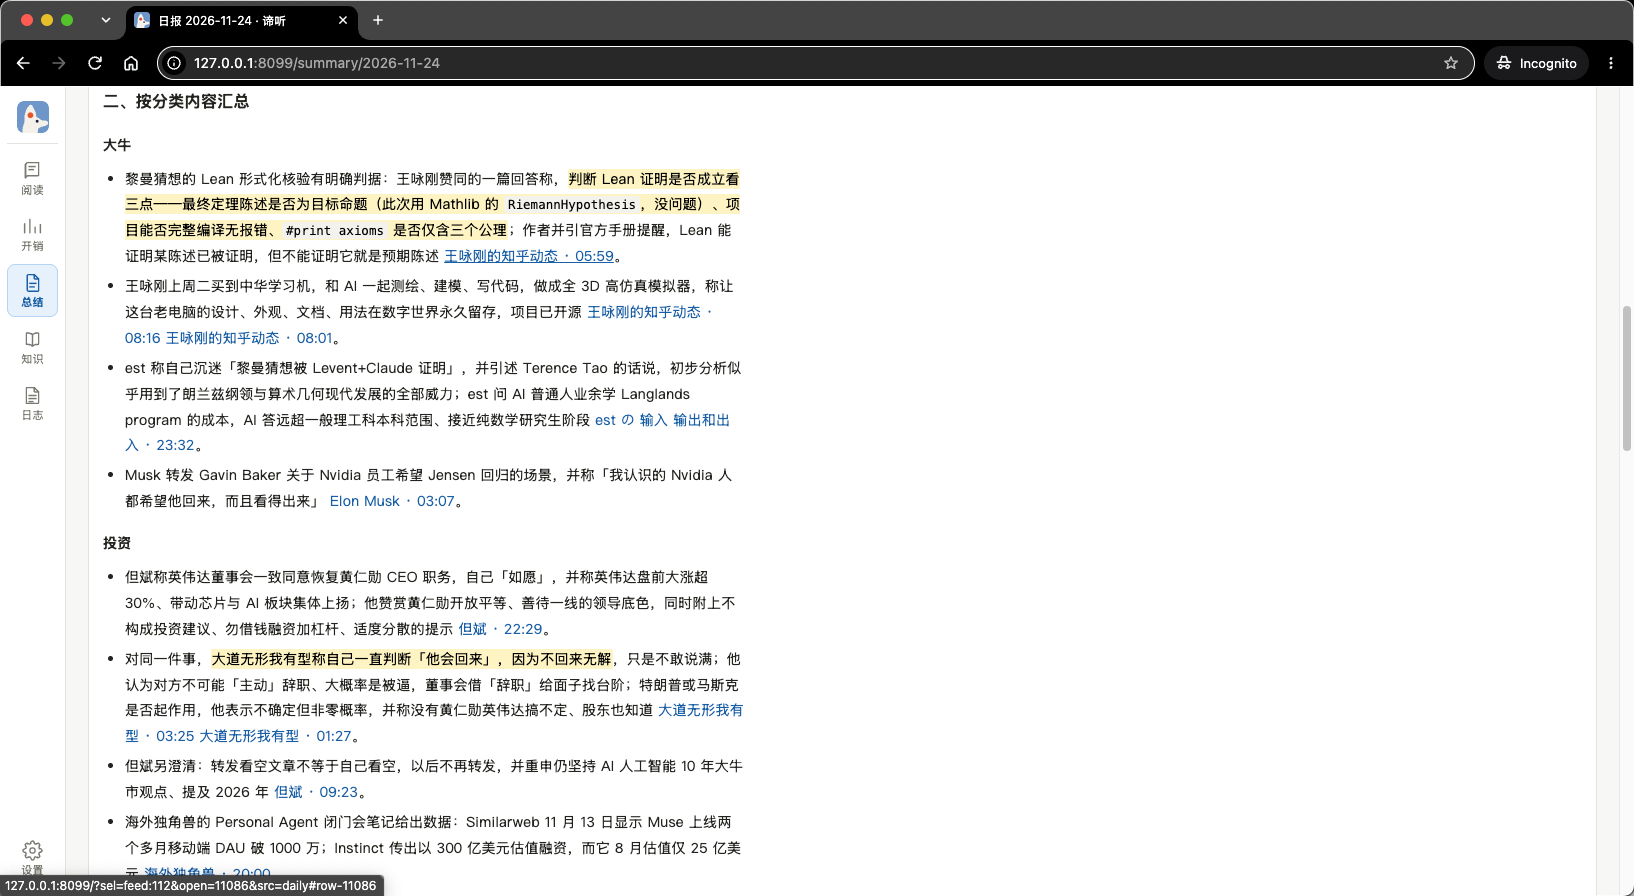 日报 2026-11-24 · 谛听
127.0.0.1:8099/summary/2026-11-24
Incognito
阅读
开销
总结
知识
日志
设置
二、按分类内容汇总
大牛
黎曼猜想的 Lean 形式化核验有明确判据：王咏刚赞同的一篇回答称，判断 Lean 证明是否成立看
三点——最终定理陈述是否为目标命题（此次用 Mathlib 的 RiemannHypothesis，没问题）、项
目能否完整编译无报错、#print axioms 是否仅含三个公理；作者并引官方手册提醒，Lean 能
证明某陈述已被证明，但不能证明它就是预期陈述 王咏刚的知乎动态 · 05:59。
王咏刚上周二买到中华学习机，和 AI 一起测绘、建模、写代码，做成全 3D 高仿真模拟器，称让
这台老电脑的设计、外观、文档、用法在数字世界永久留存，项目已开源 王咏刚的知乎动态 ·
08:16 王咏刚的知乎动态 · 08:01。
est 称自己沉迷「黎曼猜想被 Levent+Claude 证明」，并引述 Terence Tao 的话说，初步分析似
乎用到了朗兰兹纲领与算术几何现代发展的全部威力；est 问 AI 普通人业余学 Langlands
program 的成本，AI 答远超一般理工科本科范围、接近纯数学研究生阶段 est の 输入 输出和出
入 · 23:32。
Musk 转发 Gavin Baker 关于 Nvidia 员工希望 Jensen 回归的场景，并称「我认识的 Nvidia 人
都希望他回来，而且看得出来」 Elon Musk · 03:07。
投资
但斌称英伟达董事会一致同意恢复黄仁勋 CEO 职务，自己「如愿」，并称英伟达盘前大涨超
30%、带动芯片与 AI 板块集体上扬；他赞赏黄仁勋开放平等、善待一线的领导底色，同时附上不
构成投资建议、勿借钱融资加杠杆、适度分散的提示 但斌 · 22:29。
对同一件事，大道无形我有型称自己一直判断「他会回来」，因为不回来无解，只是不敢说满；他
认为对方不可能「主动」辞职、大概率是被逼，董事会借「辞职」给面子找台阶；特朗普或马斯克
是否起作用，他表示不确定但非零概率，并称没有黄仁勋英伟达搞不定、股东也知道 大道无形我有
型 · 03:25 大道无形我有型 · 01:27。
但斌另澄清：转发看空文章不等于自己看空，以后不再转发，并重申仍坚持 AI 人工智能 10 年大牛
市观点、提及 2026 年 但斌 · 09:23。
海外独角兽的 Personal Agent 闭门会笔记给出数据：Similarweb 11 月 13 日显示 Muse 上线两
个多月移动端 DAU 破 1000 万；Instinct 传出以 300 亿美元估值融资，而它 8 月估值仅 25 亿美
元 海外独角兽 · 20:00
127.0.0.1:8099/?sel=feed:112&open=11086&src=daily#row-11086